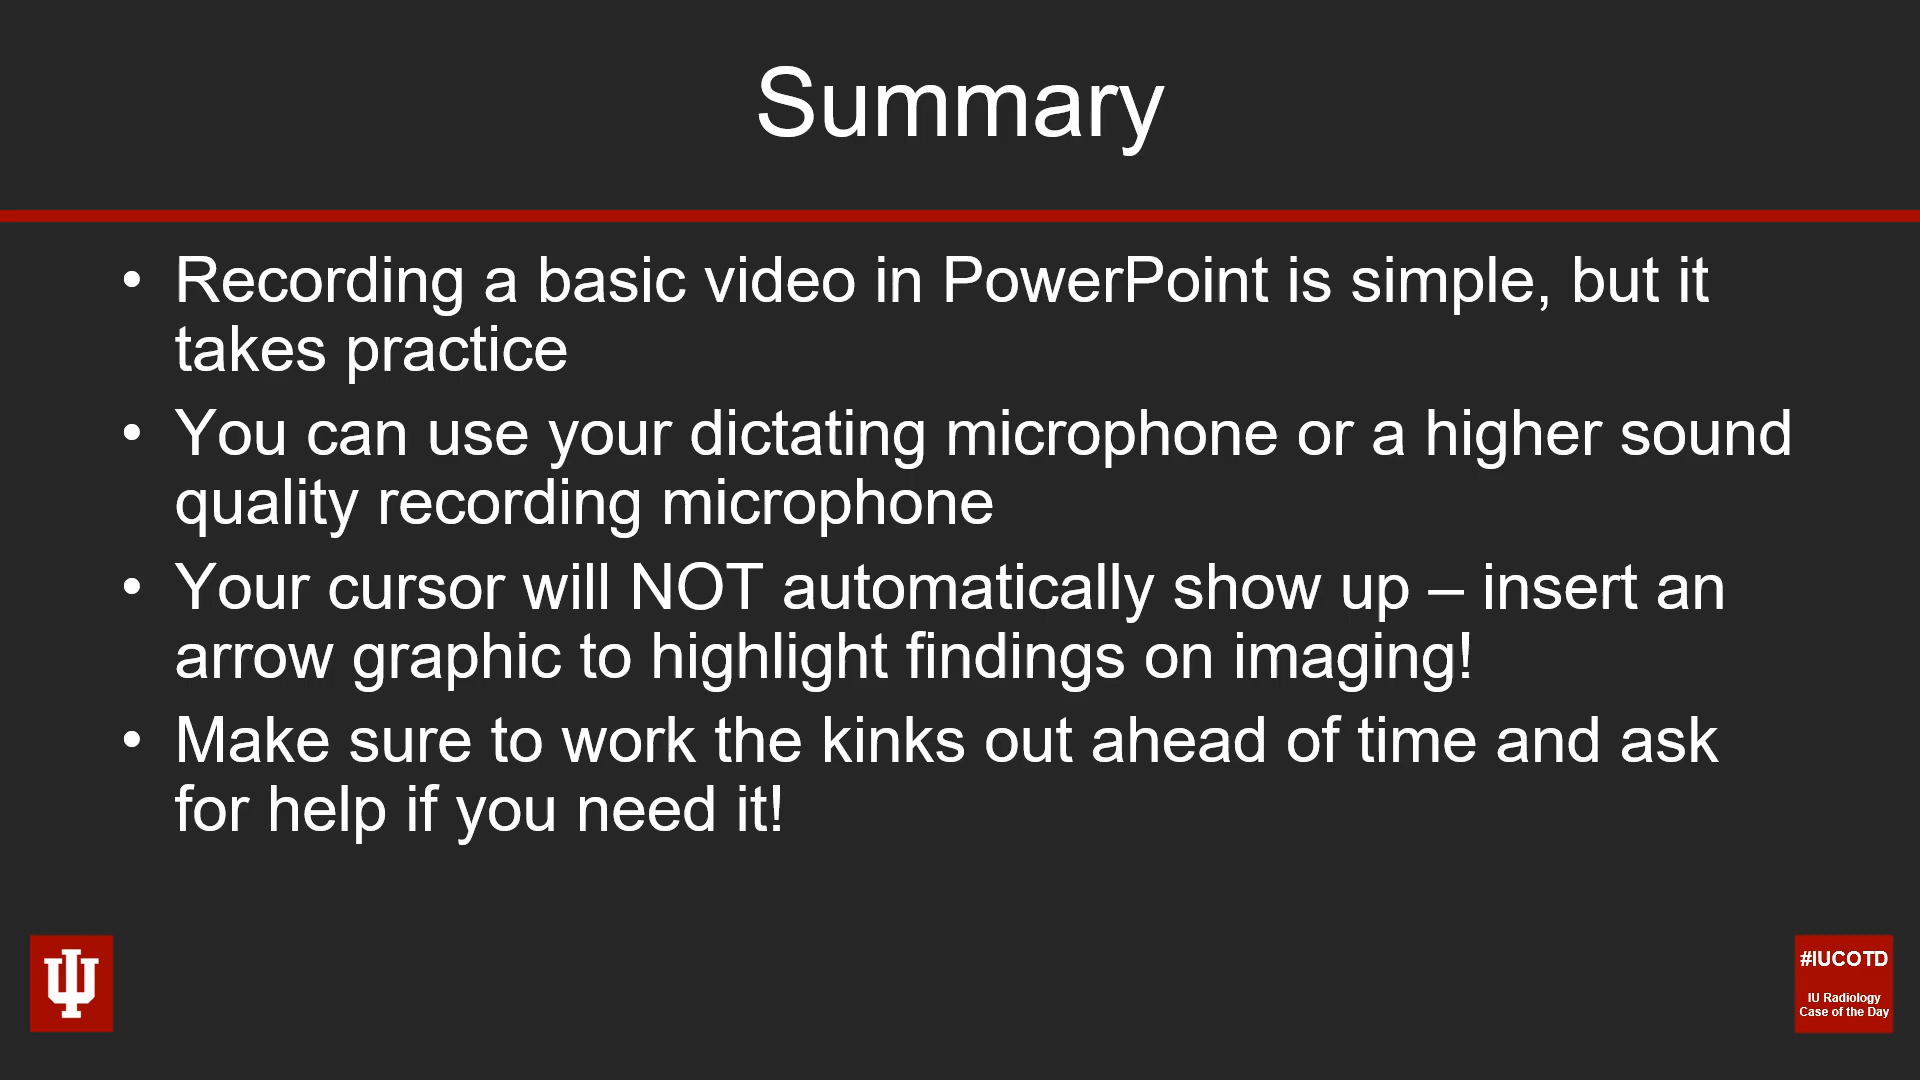 Summary
• Recording a basic video in PowerPoint is simple, but it
takes practice
• You can use your dictating microphone or a higher sound
quality recording microphone
• Your cursor will NOT automatically show up – insert an
arrow graphic to highlight findings on imaging!
• Make sure to work the kinks out ahead of time and ask
for help if you need it!
#IUCOTD
IU Radiology
Case of the Day